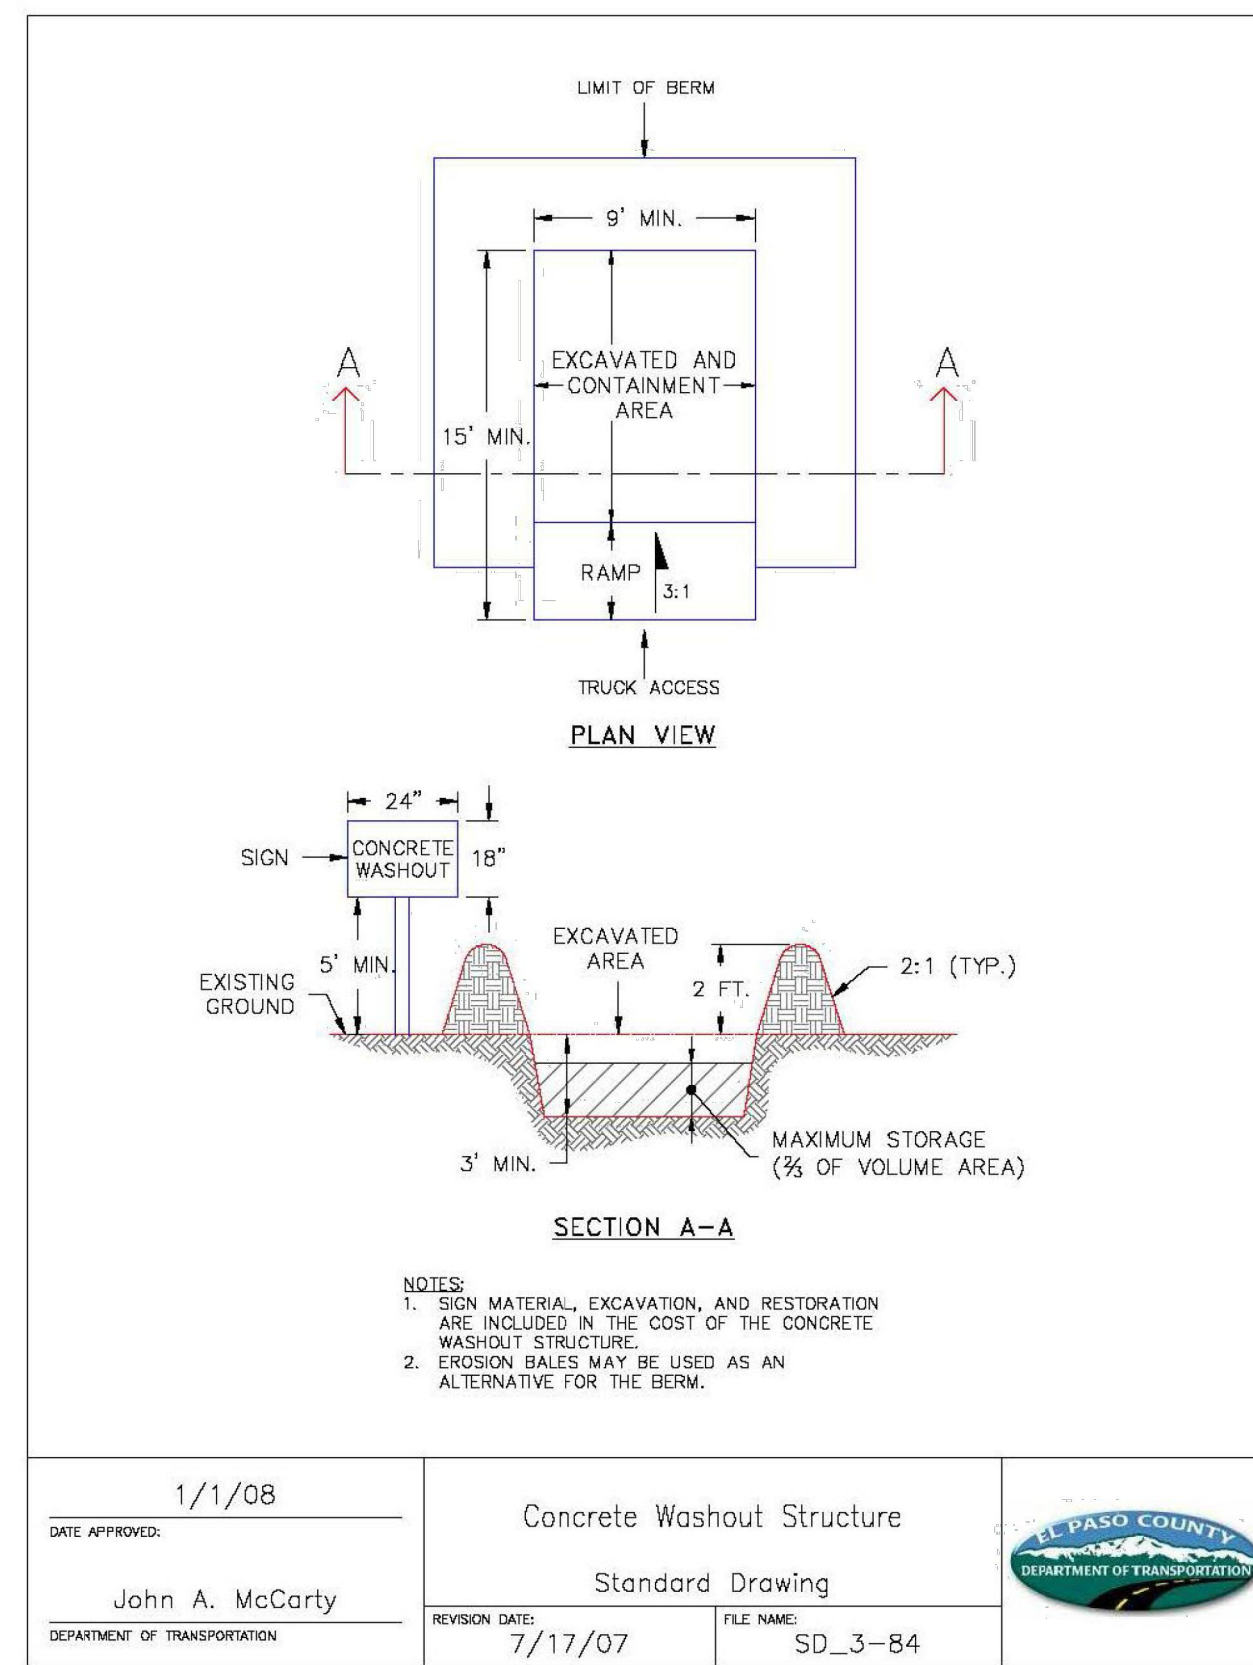 LIMIT OF BERM
9' MIN.
A
A
EXCAVATED AND
CONTAINMENT
AREA
15' MIN.
RAMP
3:1
TRUCK ACCESS
PLAN VIEW
24"
SIGN
CONCRETE
WASHOUT
18"
EXCAVATED
AREA
5' MIN.
2 FT.
2:1 (TYP.)
EXISTING
GROUND
3' MIN.
MAXIMUM STORAGE
(⅔ OF VOLUME AREA)
SECTION A-A
NOTES:
1. SIGN MATERIAL, EXCAVATION, AND RESTORATION
ARE INCLUDED IN THE COST OF THE CONCRETE
WASHOUT STRUCTURE.
2. EROSION BALES MAY BE USED AS AN
ALTERNATIVE FOR THE BERM.
1/1/08
DATE APPROVED:
John A. McCarty
DEPARTMENT OF TRANSPORTATION
Concrete Washout Structure
Standard Drawing
REVISION DATE:
7/17/07
FILE NAME:
SD_3-84
EL PASO COUNTY
DEPARTMENT OF TRANSPORTATION